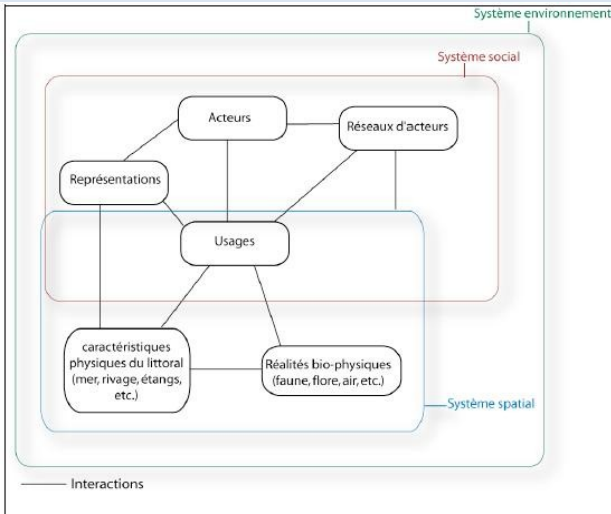 Système environnement
Système social
Acteurs
Réseaux d'acteurs
Représentations
Usages
caractéristiques
physiques du littoral
(mer, rivage, étangs,
etc.)
Réalités bio-physiques
(faune, flore, air, etc.)
Système spatial
Interactions